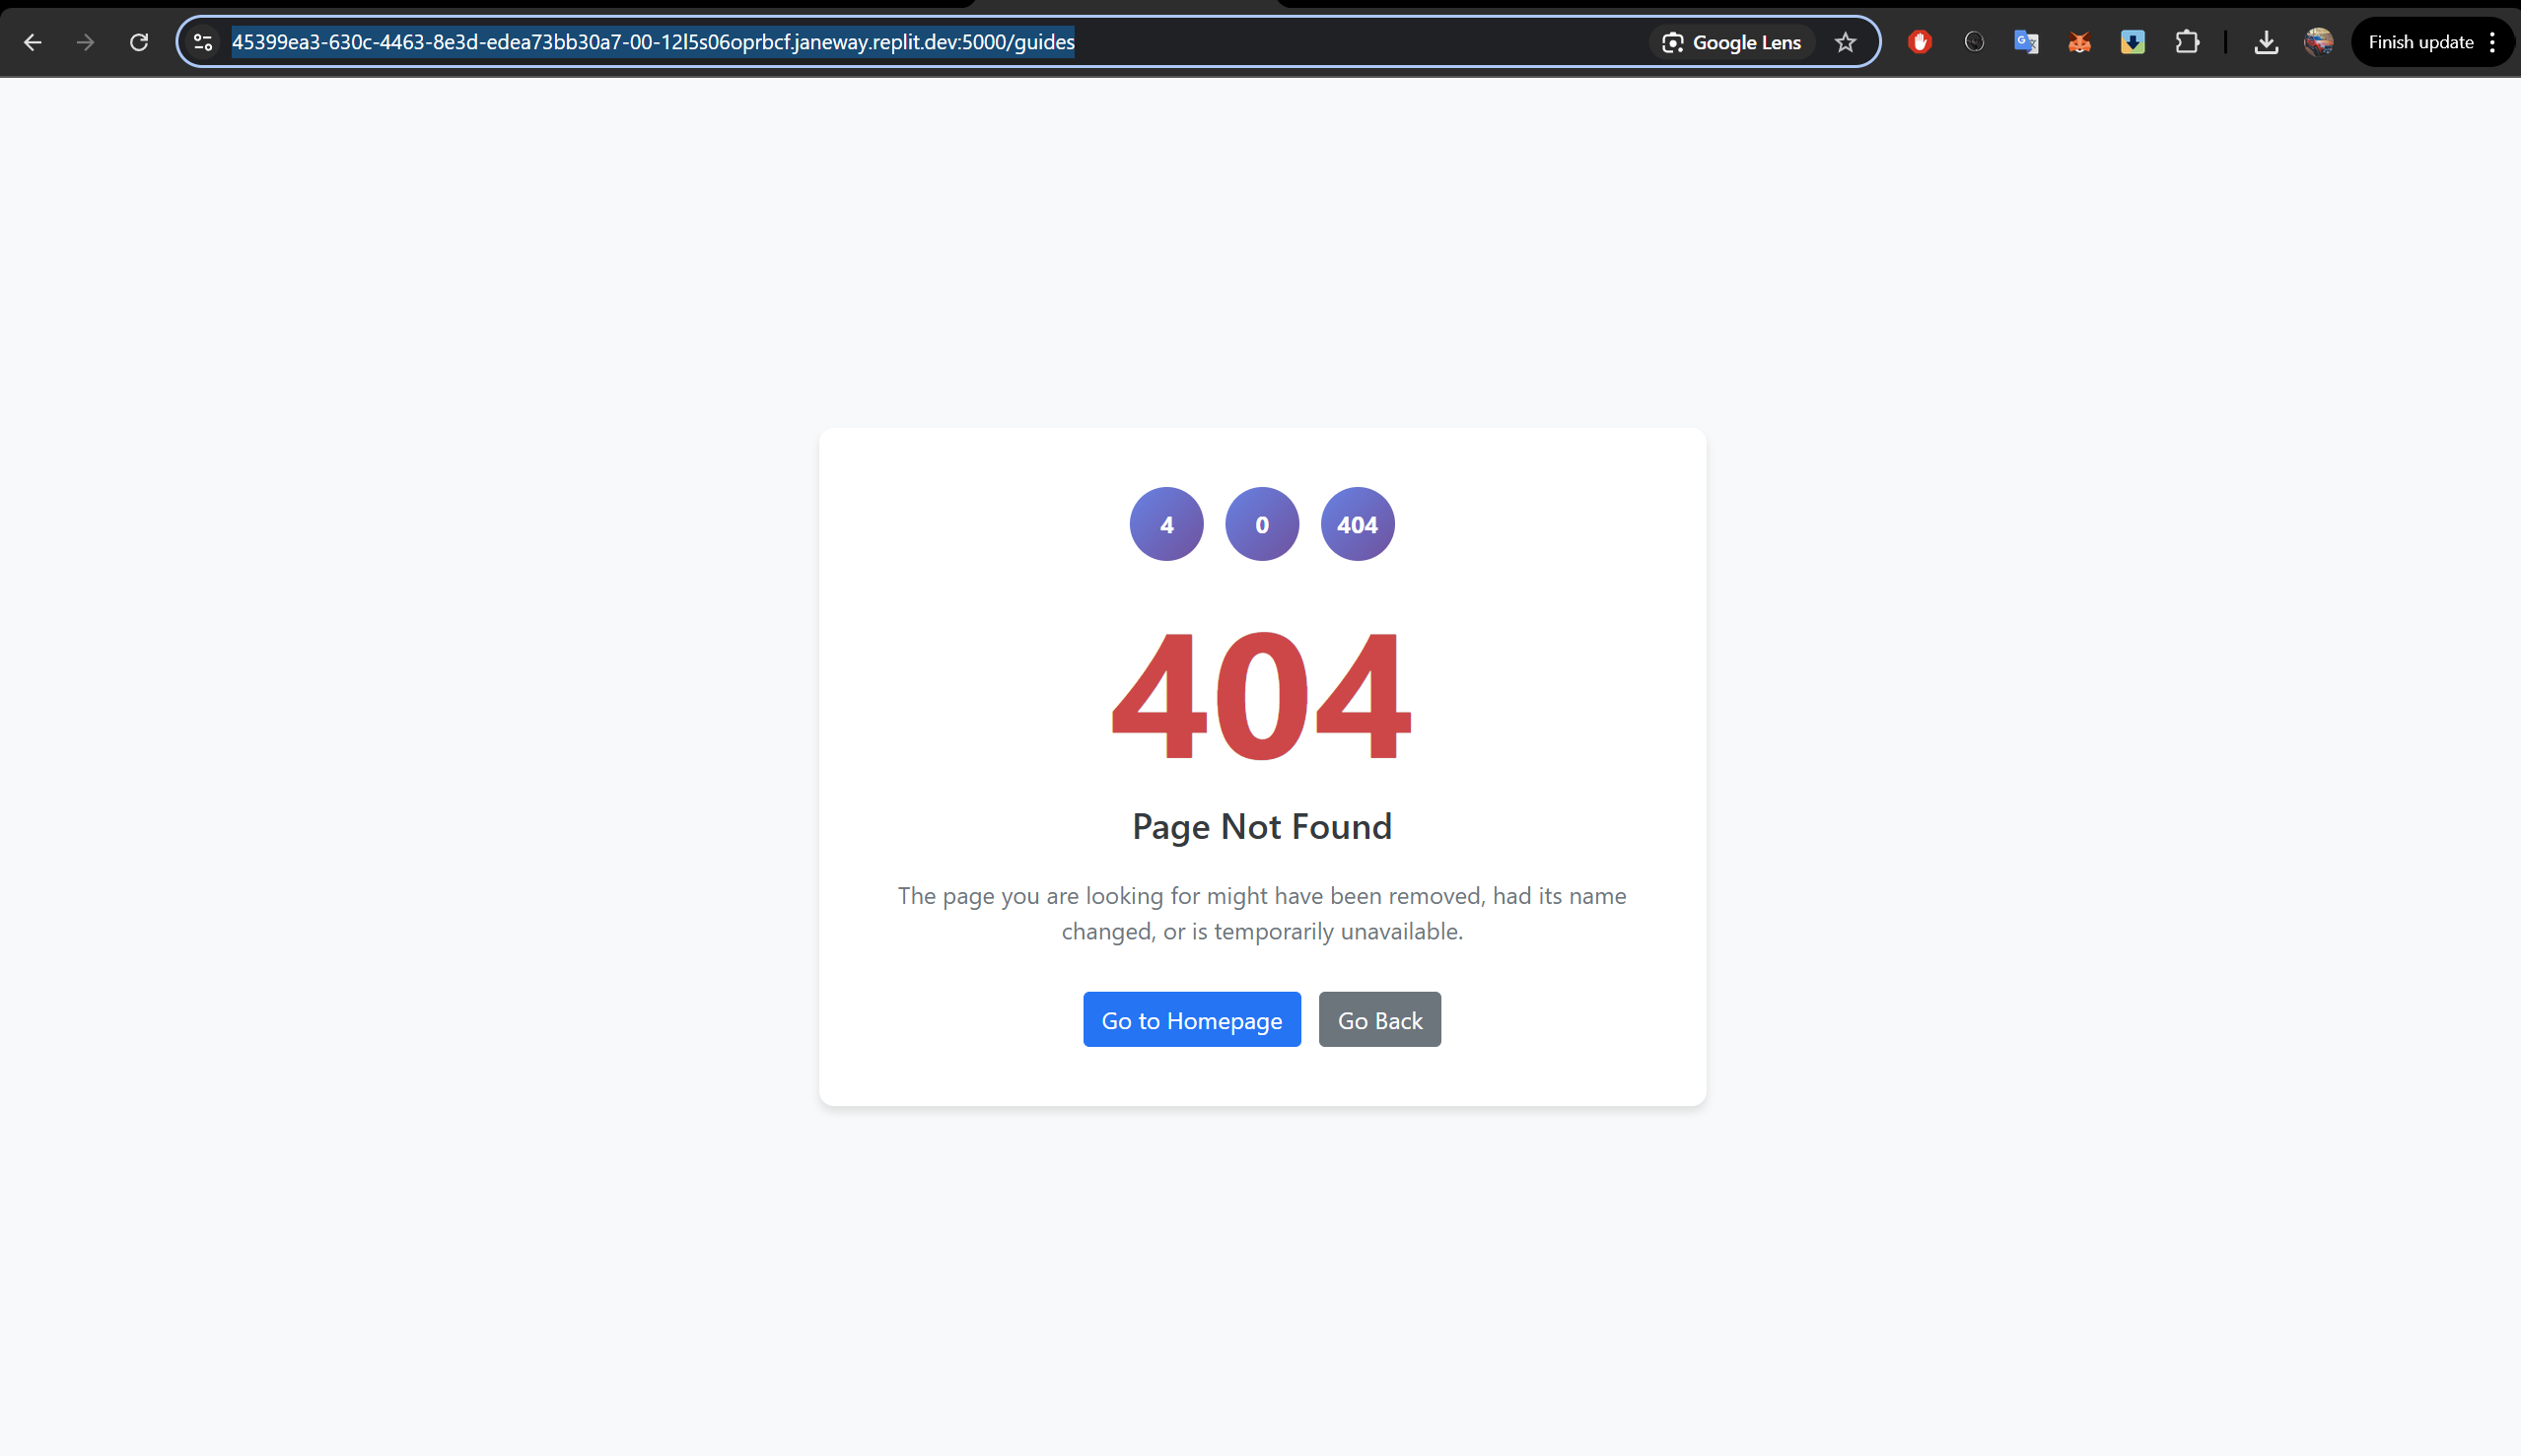 45399ea3-630c-4463-8e3d-edea73bb30a7-00-12l5s06oprbcf.janeway.replit.dev:5000/guides
Google Lens
Finish update
4 0 404
404
Page Not Found
The page you are looking for might have been removed, had its name
changed, or is temporarily unavailable.
Go to Homepage
Go Back